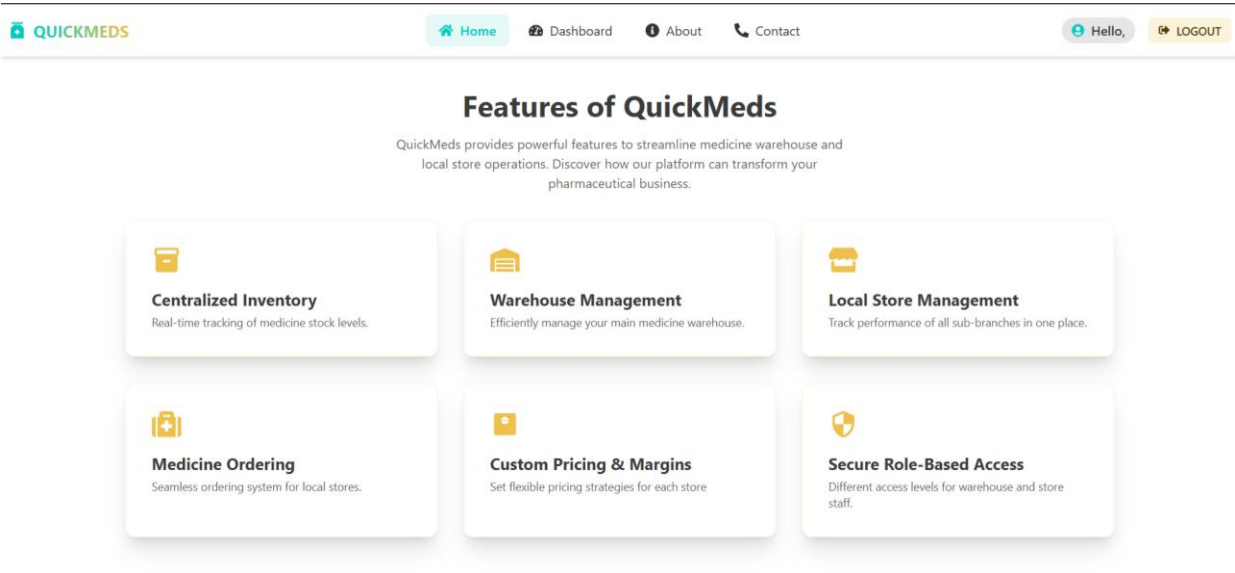 QUICKMEDS
Home
Dashboard
About
Contact
Hello,
LOGOUT
Features of QuickMeds
QuickMeds provides powerful features to streamline medicine warehouse and
local store operations. Discover how our platform can transform your
pharmaceutical business.
Centralized Inventory
Real-time tracking of medicine stock levels.
Warehouse Management
Efficiently manage your main medicine warehouse.
Local Store Management
Track performance of all sub-branches in one place.
Medicine Ordering
Seamless ordering system for local stores.
Custom Pricing & Margins
Set flexible pricing strategies for each store
Secure Role-Based Access
Different access levels for warehouse and store
staff.